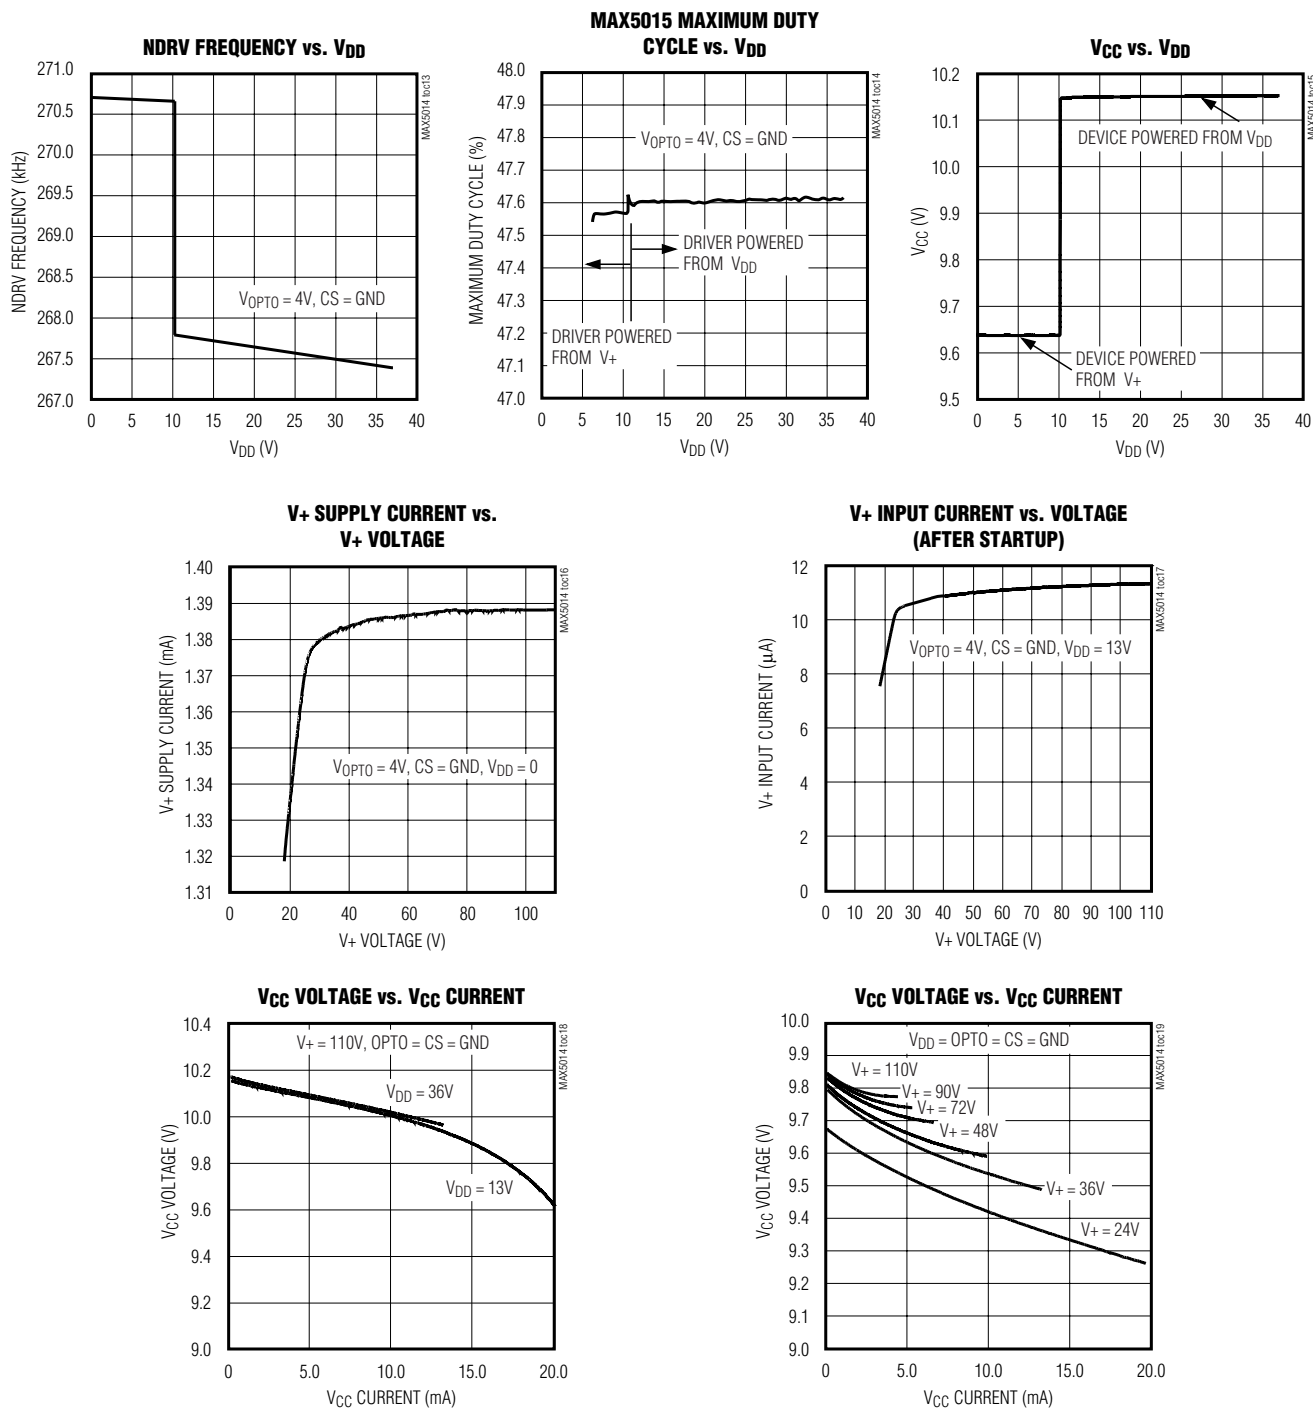 NDRV FREQUENCY vs. VDD
271.0
270.5
270.0
269.5
269.0
268.5
268.0
267.5
267.0
NDRV FREQUENCY (kHz)
VOPTO = 4V, CS = GND
0 5 10 15 20 25 30 35 40
VDD (V)
MAX5014 toc13
MAX5015 MAXIMUM DUTY
CYCLE vs. VDD
48.0
47.9
47.8
47.7
47.6
47.5
47.4
47.3
47.2
47.1
47.0
MAXIMUM DUTY CYCLE (%)
VOPTO = 4V, CS = GND
DRIVER POWERED
FROM VDD
DRIVER POWERED
FROM V+
0 5 10 15 20 25 30 35 40
VDD (V)
MAX5014 toc14
VCC vs. VDD
10.2
10.1
10.0
9.9
9.8
9.7
9.6
9.5
VCC (V)
DEVICE POWERED FROM VDD
DEVICE POWERED
FROM V+
0 5 10 15 20 25 30 35 40
VDD (V)
MAX5014 toc15
V+ SUPPLY CURRENT vs.
V+ VOLTAGE
1.40
1.39
1.38
1.37
1.36
1.35
1.34
1.33
1.32
1.31
V+ SUPPLY CURRENT (mA)
VOPTO = 4V, CS = GND, VDD = 0
0 20 40 60 80 100
V+ VOLTAGE (V)
MAX5014 toc16
V+ INPUT CURRENT vs. VOLTAGE
(AFTER STARTUP)
12
10
8
6
4
2
0
V+ INPUT CURRENT (µA)
VOPTO = 4V, CS = GND, VDD = 13V
0 10 20 30 40 50 60 70 80 90 100 110
V+ VOLTAGE (V)
MAX5014 toc17
VCC VOLTAGE vs. VCC CURRENT
10.4
10.2
10.0
9.8
9.6
9.4
9.2
9.0
VCC VOLTAGE (V)
V+ = 110V, OPTO = CS = GND
VDD = 36V
VDD = 13V
0 5.0 10.0 15.0 20.0
VCC CURRENT (mA)
MAX5014 toc18
VCC VOLTAGE vs. VCC CURRENT
10.0
9.9
9.8
9.7
9.6
9.5
9.4
9.3
9.2
9.1
9.0
VCC VOLTAGE (V)
VDD = OPTO = CS = GND
V+ = 110V
V+ = 90V
V+ = 72V
V+ = 48V
V+ = 36V
V+ = 24V
0 5.0 10.0 15.0 20.0
VCC CURRENT (mA)
MAX5014 toc19